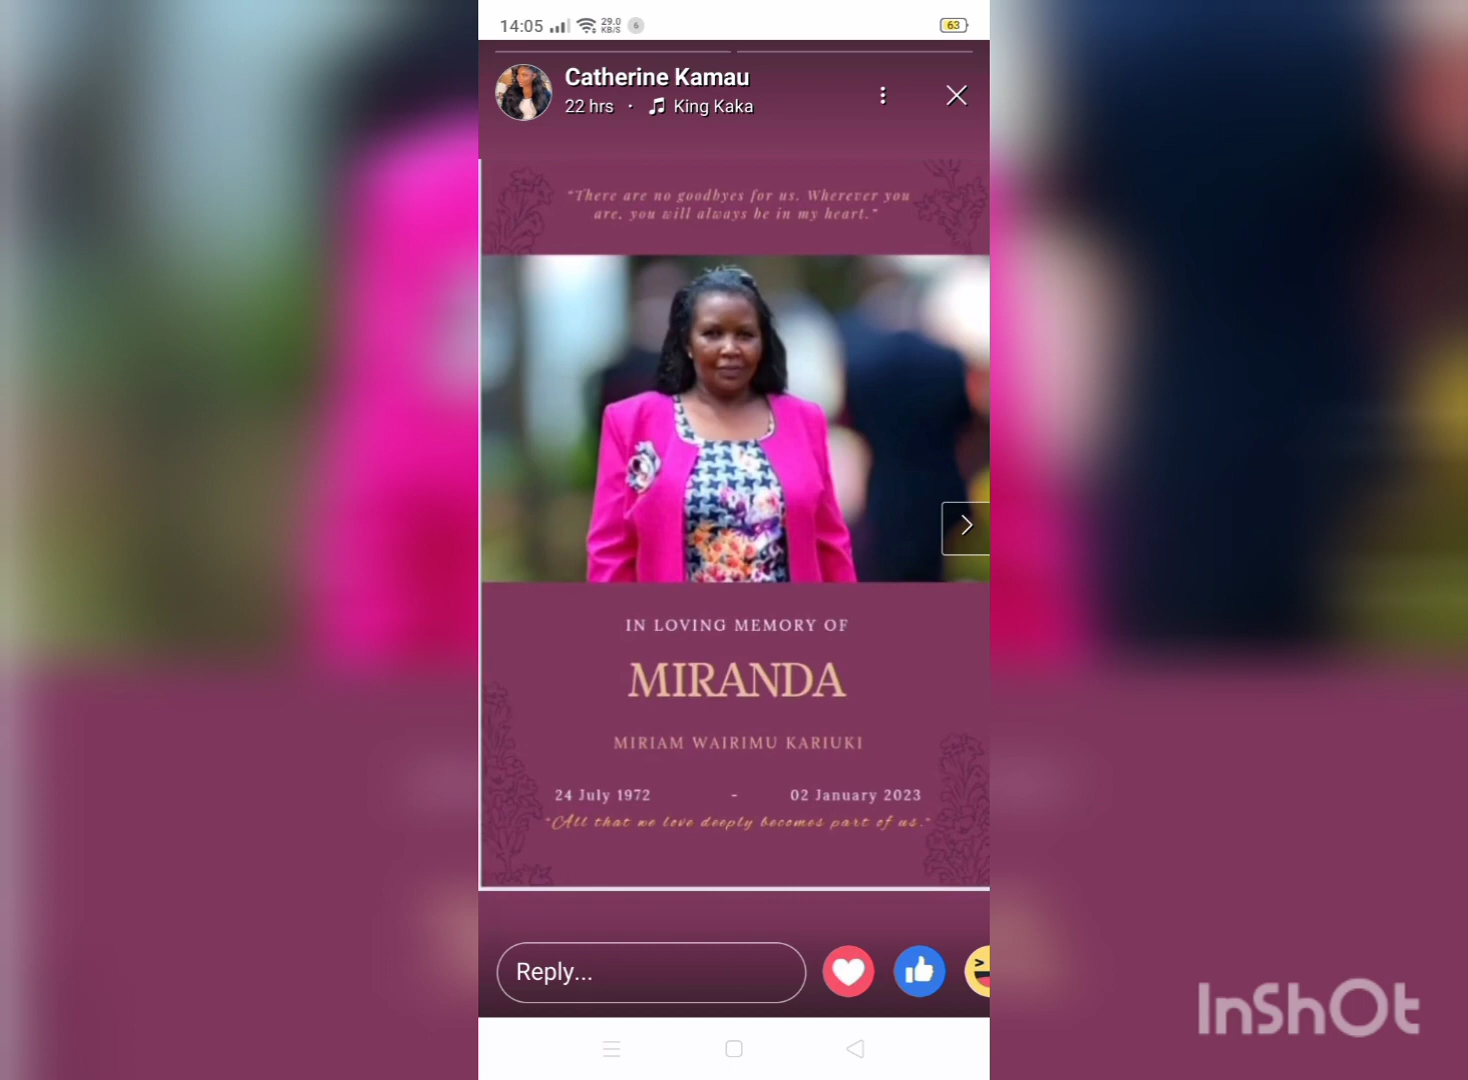 14:05 29.0 KB/S 6 63
Catherine Kamau
22 hrs · King Kaka
“There are no goodbyes for us. Wherever you
are, you will always be in my heart.”
IN LOVING MEMORY OF
MIRANDA
MIRIAM WAIRIMU KARIUKI
24 July 1972 - 02 January 2023
“All that we love deeply becomes part of us.”
Reply...
InShOt